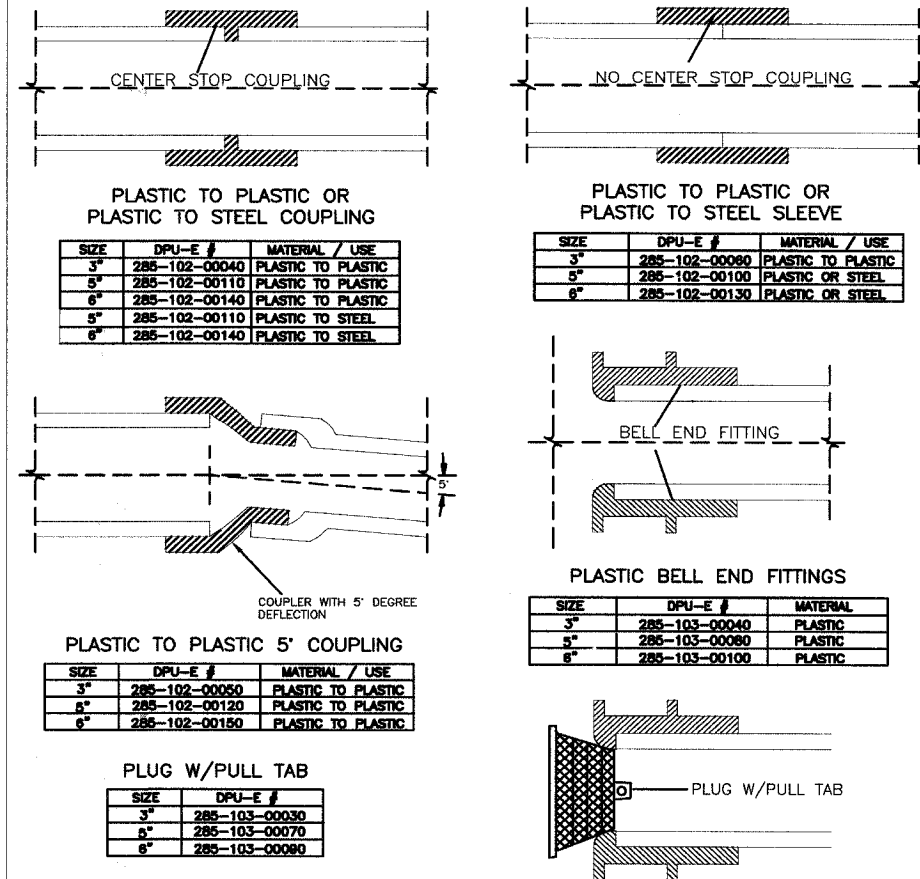 CENTER STOP COUPLING
PLASTIC TO PLASTIC OR
PLASTIC TO STEEL COUPLING
SIZE DPU-E # MATERIAL / USE
3" 285-102-00040 PLASTIC TO PLASTIC
5" 285-102-00110 PLASTIC TO PLASTIC
6" 285-102-00140 PLASTIC TO PLASTIC
5" 285-102-00110 PLASTIC TO STEEL
6" 285-102-00140 PLASTIC TO STEEL
NO CENTER STOP COUPLING
PLASTIC TO PLASTIC OR
PLASTIC TO STEEL SLEEVE
SIZE DPU-E # MATERIAL / USE
3" 285-102-00060 PLASTIC TO PLASTIC
5" 285-102-00100 PLASTIC OR STEEL
6" 285-102-00130 PLASTIC OR STEEL
5°
COUPLER WITH 5° DEGREE
DEFLECTION
PLASTIC TO PLASTIC 5° COUPLING
SIZE DPU-E # MATERIAL / USE
3" 285-102-00050 PLASTIC TO PLASTIC
5" 285-102-00120 PLASTIC TO PLASTIC
6" 285-102-00150 PLASTIC TO PLASTIC
BELL END FITTING
PLASTIC BELL END FITTINGS
SIZE DPU-E # MATERIAL
3" 285-103-00040 PLASTIC
5" 285-103-00080 PLASTIC
6" 285-103-00100 PLASTIC
PLUG W/PULL TAB
SIZE DPU-E #
3" 285-103-00030
5" 285-103-00070
6" 285-103-00090
PLUG W/PULL TAB